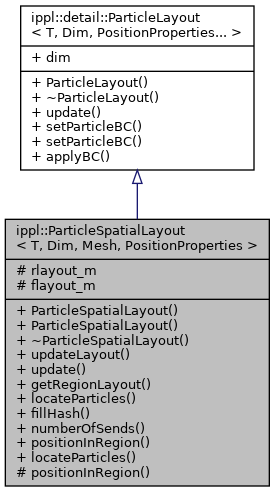 ippl::detail::ParticleLayout
< T, Dim, PositionProperties... >
+ dim
+ ParticleLayout()
+ ~ParticleLayout()
+ update()
+ setParticleBC()
+ setParticleBC()
+ applyBC()
ippl::ParticleSpatialLayout
< T, Dim, Mesh, PositionProperties >
# rlayout_m
# flayout_m
+ ParticleSpatialLayout()
+ ParticleSpatialLayout()
+ ~ParticleSpatialLayout()
+ updateLayout()
+ update()
+ getRegionLayout()
+ locateParticles()
+ fillHash()
+ numberOfSends()
+ positionInRegion()
+ locateParticles()
# positionInRegion()